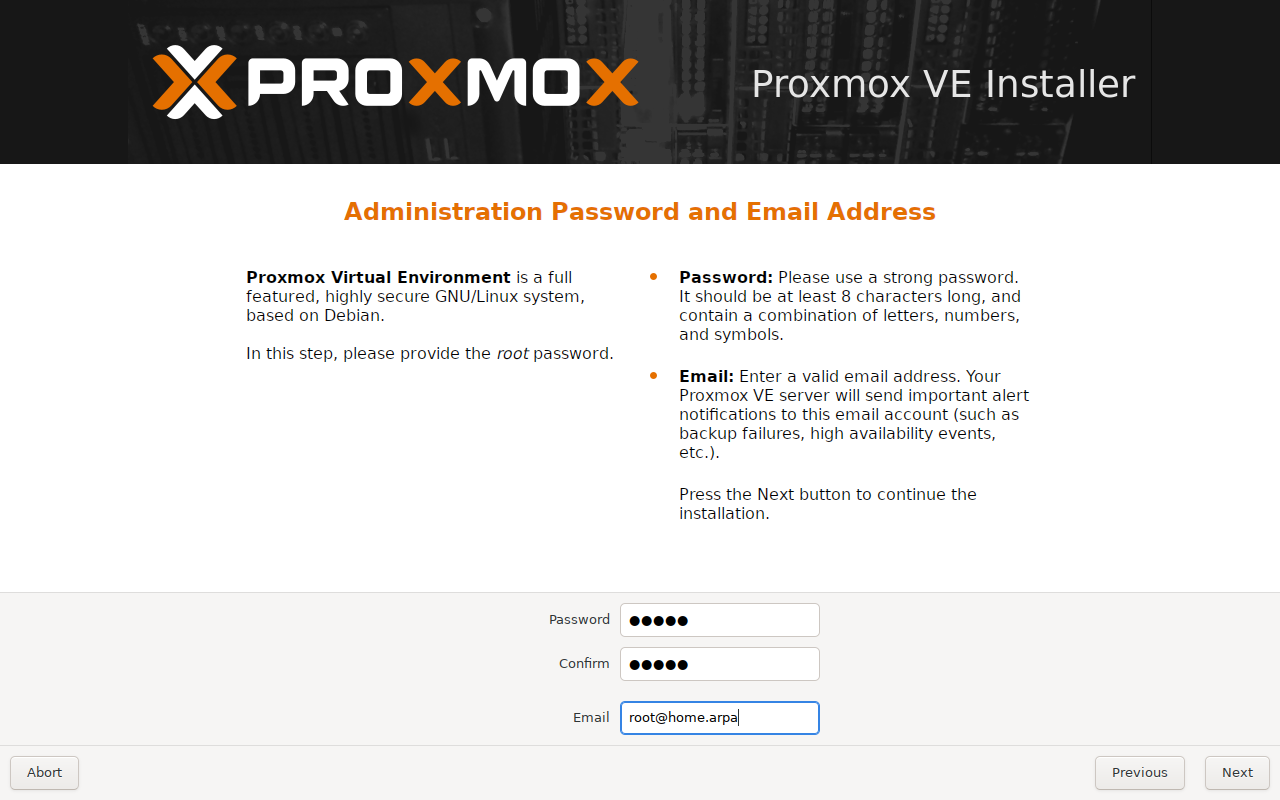 PROXMOX
Proxmox VE Installer
Administration Password and Email Address
Proxmox Virtual Environment is a full
featured, highly secure GNU/Linux system,
based on Debian.
In this step, please provide the root password.
Password: Please use a strong password.
It should be at least 8 characters long, and
contain a combination of letters, numbers,
and symbols.
Email: Enter a valid email address. Your
Proxmox VE server will send important alert
notifications to this email account (such as
backup failures, high availability events,
etc.).
Press the Next button to continue the
installation.
Password ●●●●●
Confirm ●●●●●
Email root@home.arpa
Abort Previous Next